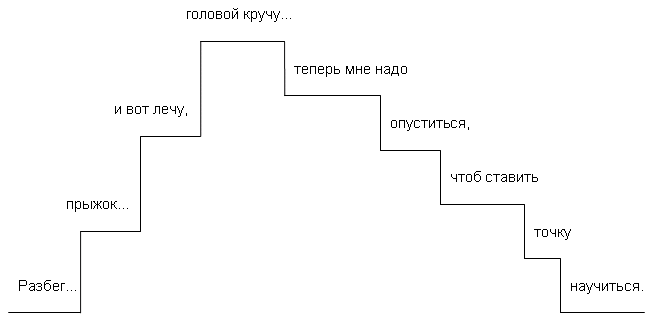 Разбег...
прыжок...
и вот лечу,
головой кручу...
теперь мне надо
опуститься,
чтоб ставить
точку
научиться.